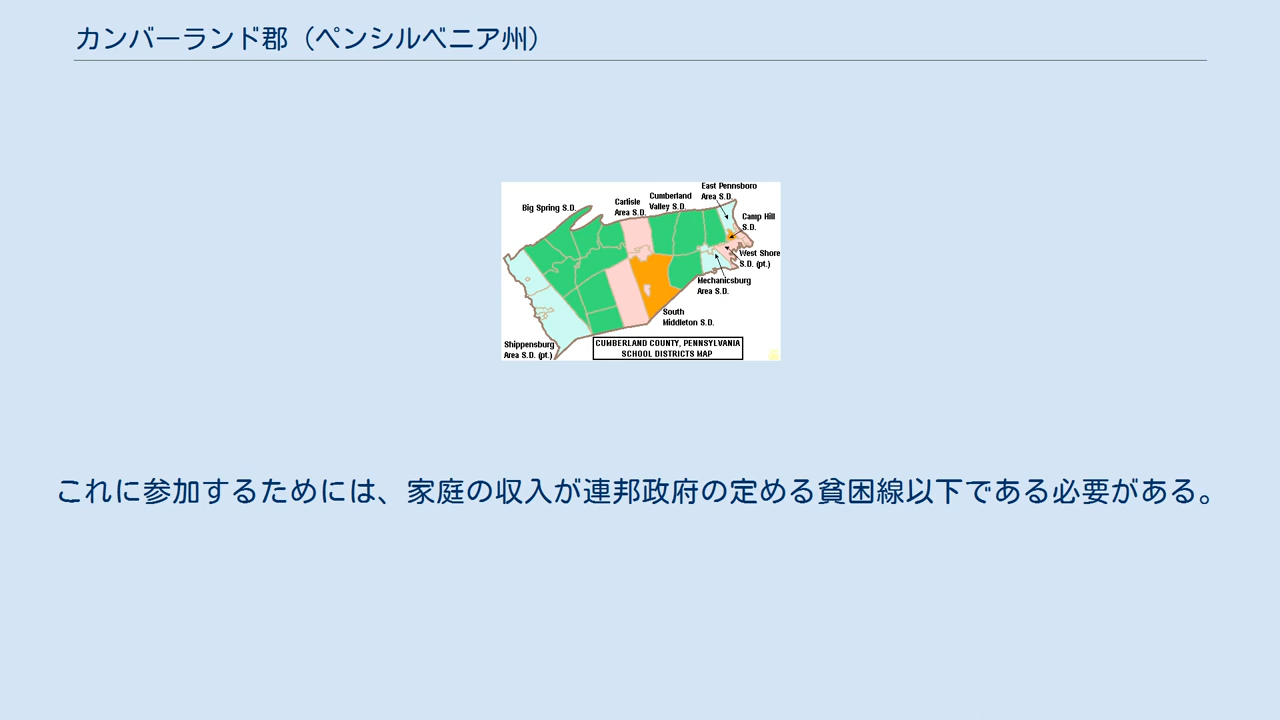 カンバーランド郡（ペンシルベニア州）
East Pennsboro
Area S.D.
Cumberland
Valley S.D.
Carlisle
Area S.D.
Big Spring S.D.
Camp Hill
S.D.
West Shore
S.D. (pt.)
Mechanicsburg
Area S.D.
South
Middleton S.D.
Shippensburg
Area S.D. (pt.)
CUMBERLAND COUNTY, PENNSYLVANIA
SCHOOL DISTRICTS MAP
これに参加するためには、家庭の収入が連邦政府の定める貧困線以下である必要がある。